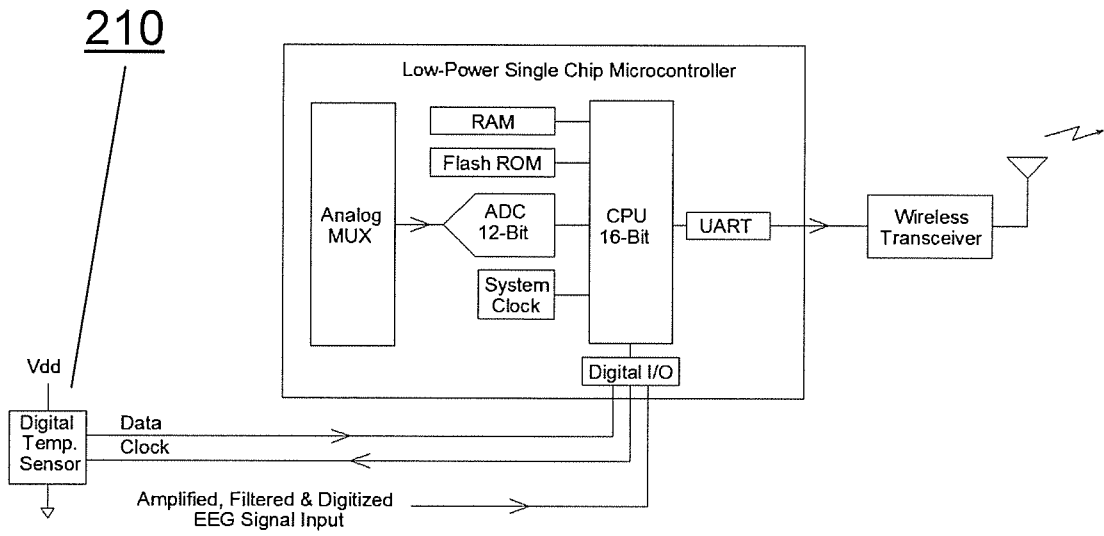 210
Low-Power Single Chip Microcontroller
RAM
Flash ROM
Analog
MUX
ADC
12-Bit
CPU
16-Bit
UART
Wireless
Transceiver
System
Clock
Digital I/O
Vdd
Digital
Temp.
Sensor
Data
Clock
Amplified, Filtered & Digitized
EEG Signal Input